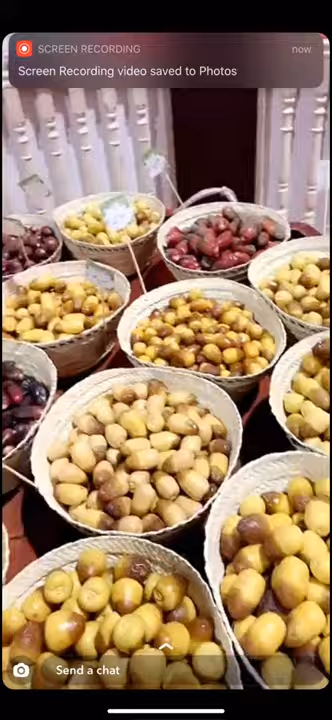 SCREEN RECORDING
now
Screen Recording video saved to Photos
Send a chat